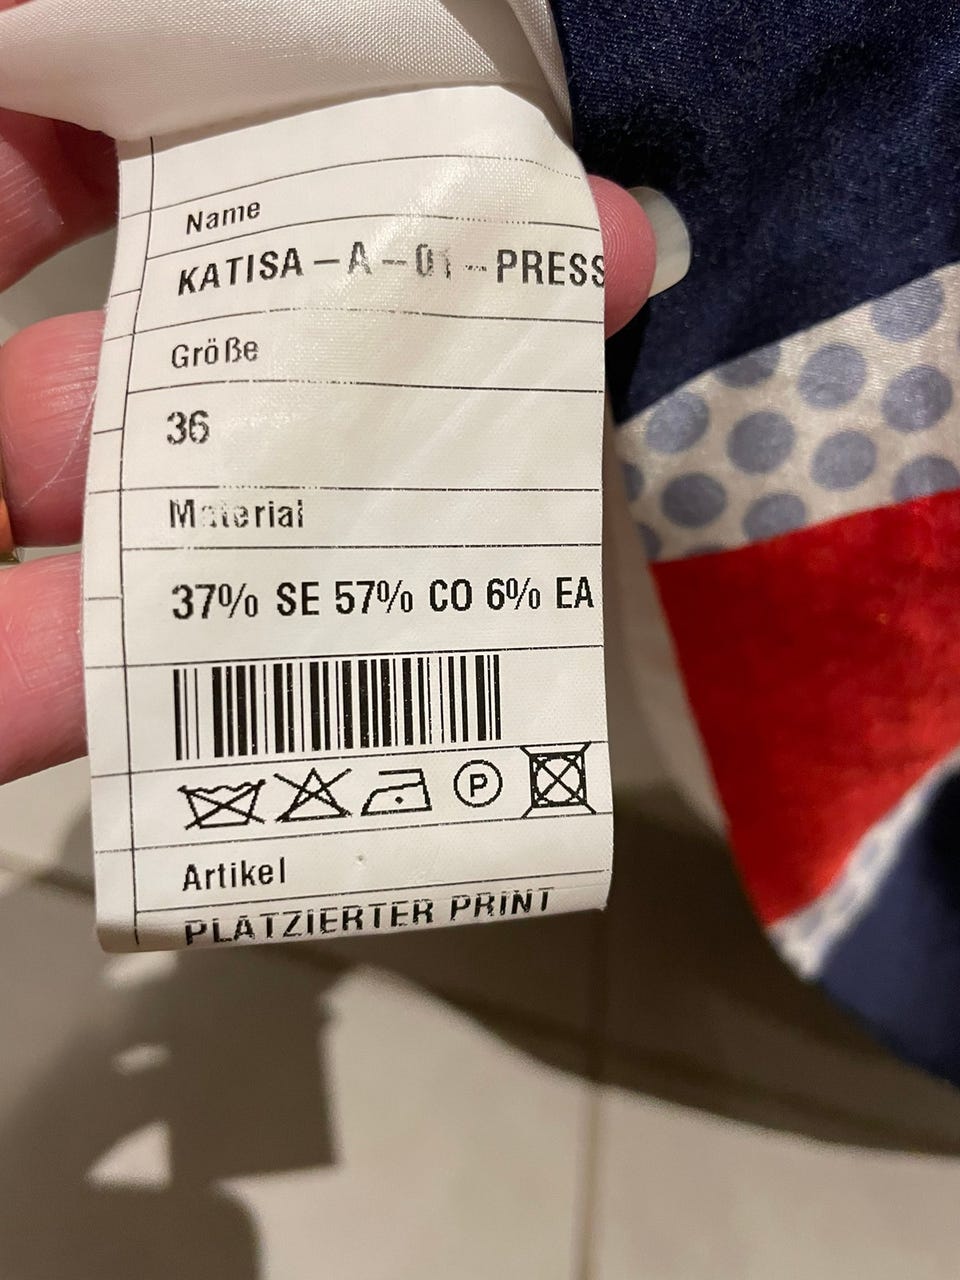 Name
KATISA-A-01-PRESS
Größe
36
Material
37% SE 57% CO 6% EA
P
Artikel
PLATZIERTER PRINT